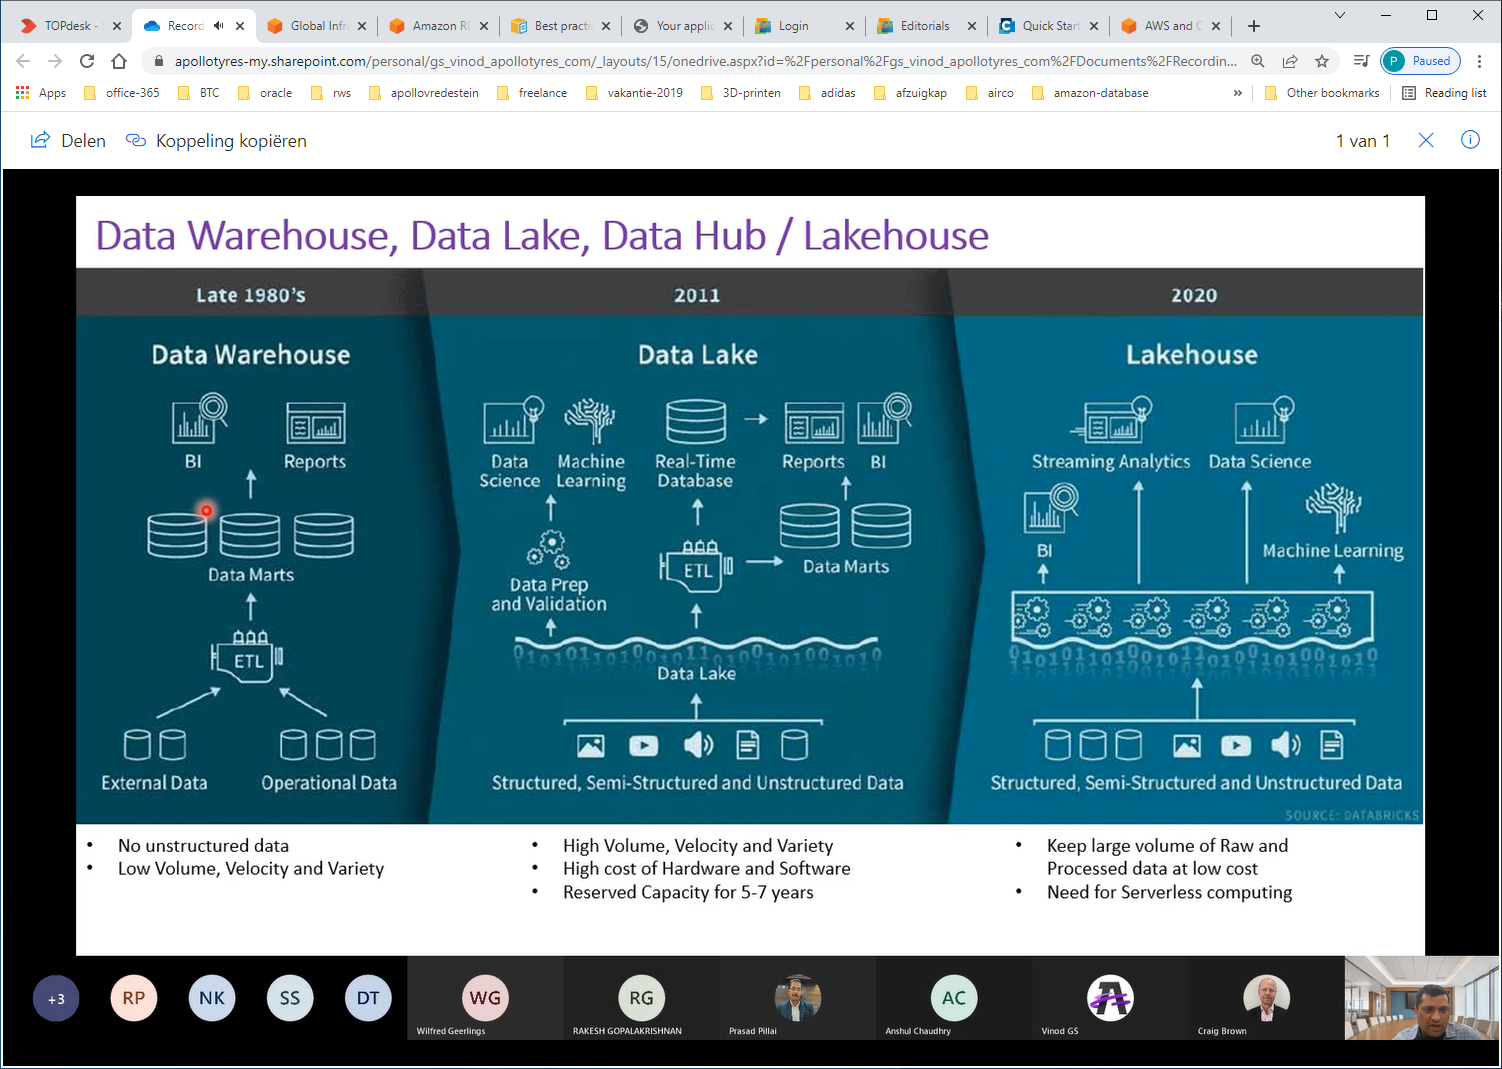 TOPdesk -
Record
Global Infr
Amazon R
Best practi
Your applic
Login
Editorials
Quick Start
AWS and C
apollotyres-my.sharepoint.com/personal/gs_vinod_apollotyres_com/_layouts/15/onedrive.aspx?id=%2Fpersonal%2Fgs_vinod_apollotyres_com%2FDocuments%2FRecordin...
P Paused
Apps office-365 BTC oracle rws apollovredestein freelance vakantie-2019 3D-printen adidas afzuigkap airco amazon-database » Other bookmarks Reading list
Delen Koppeling kopiëren 1 van 1
Data Warehouse, Data Lake, Data Hub / Lakehouse
Late 1980's
Data Warehouse
BI Reports
Data Marts
ETL
External Data Operational Data
2011
Data Lake
Data Science
Machine Learning
Real-Time Database
Reports BI
ETL
Data Marts
Data Prep
and Validation
Data Lake
Structured, Semi-Structured and Unstructured Data
2020
Lakehouse
Streaming Analytics Data Science
BI
Machine Learning
Structured, Semi-Structured and Unstructured Data
SOURCE: DATABRICKS
• No unstructured data
• Low Volume, Velocity and Variety
• High Volume, Velocity and Variety
• High cost of Hardware and Software
• Reserved Capacity for 5-7 years
• Keep large volume of Raw and
Processed data at low cost
• Need for Serverless computing
+3 RP NK SS DT WG RG AC
Wilfred Geerlings RAKESH GOPALAKRISHNAN Prasad Pillai Anshul Chaudhry Vinod GS Craig Brown